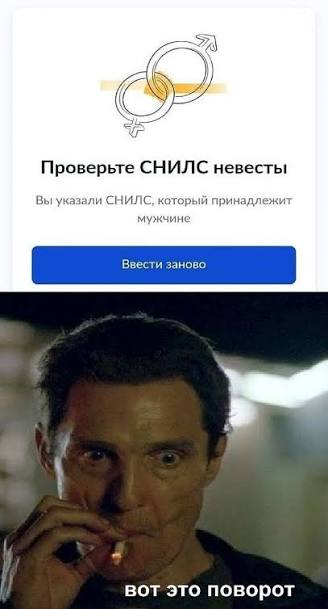 Проверьте СНИЛС невесты
Вы указали СНИЛС, который принадлежит
мужчине
Ввести заново
вот это поворот